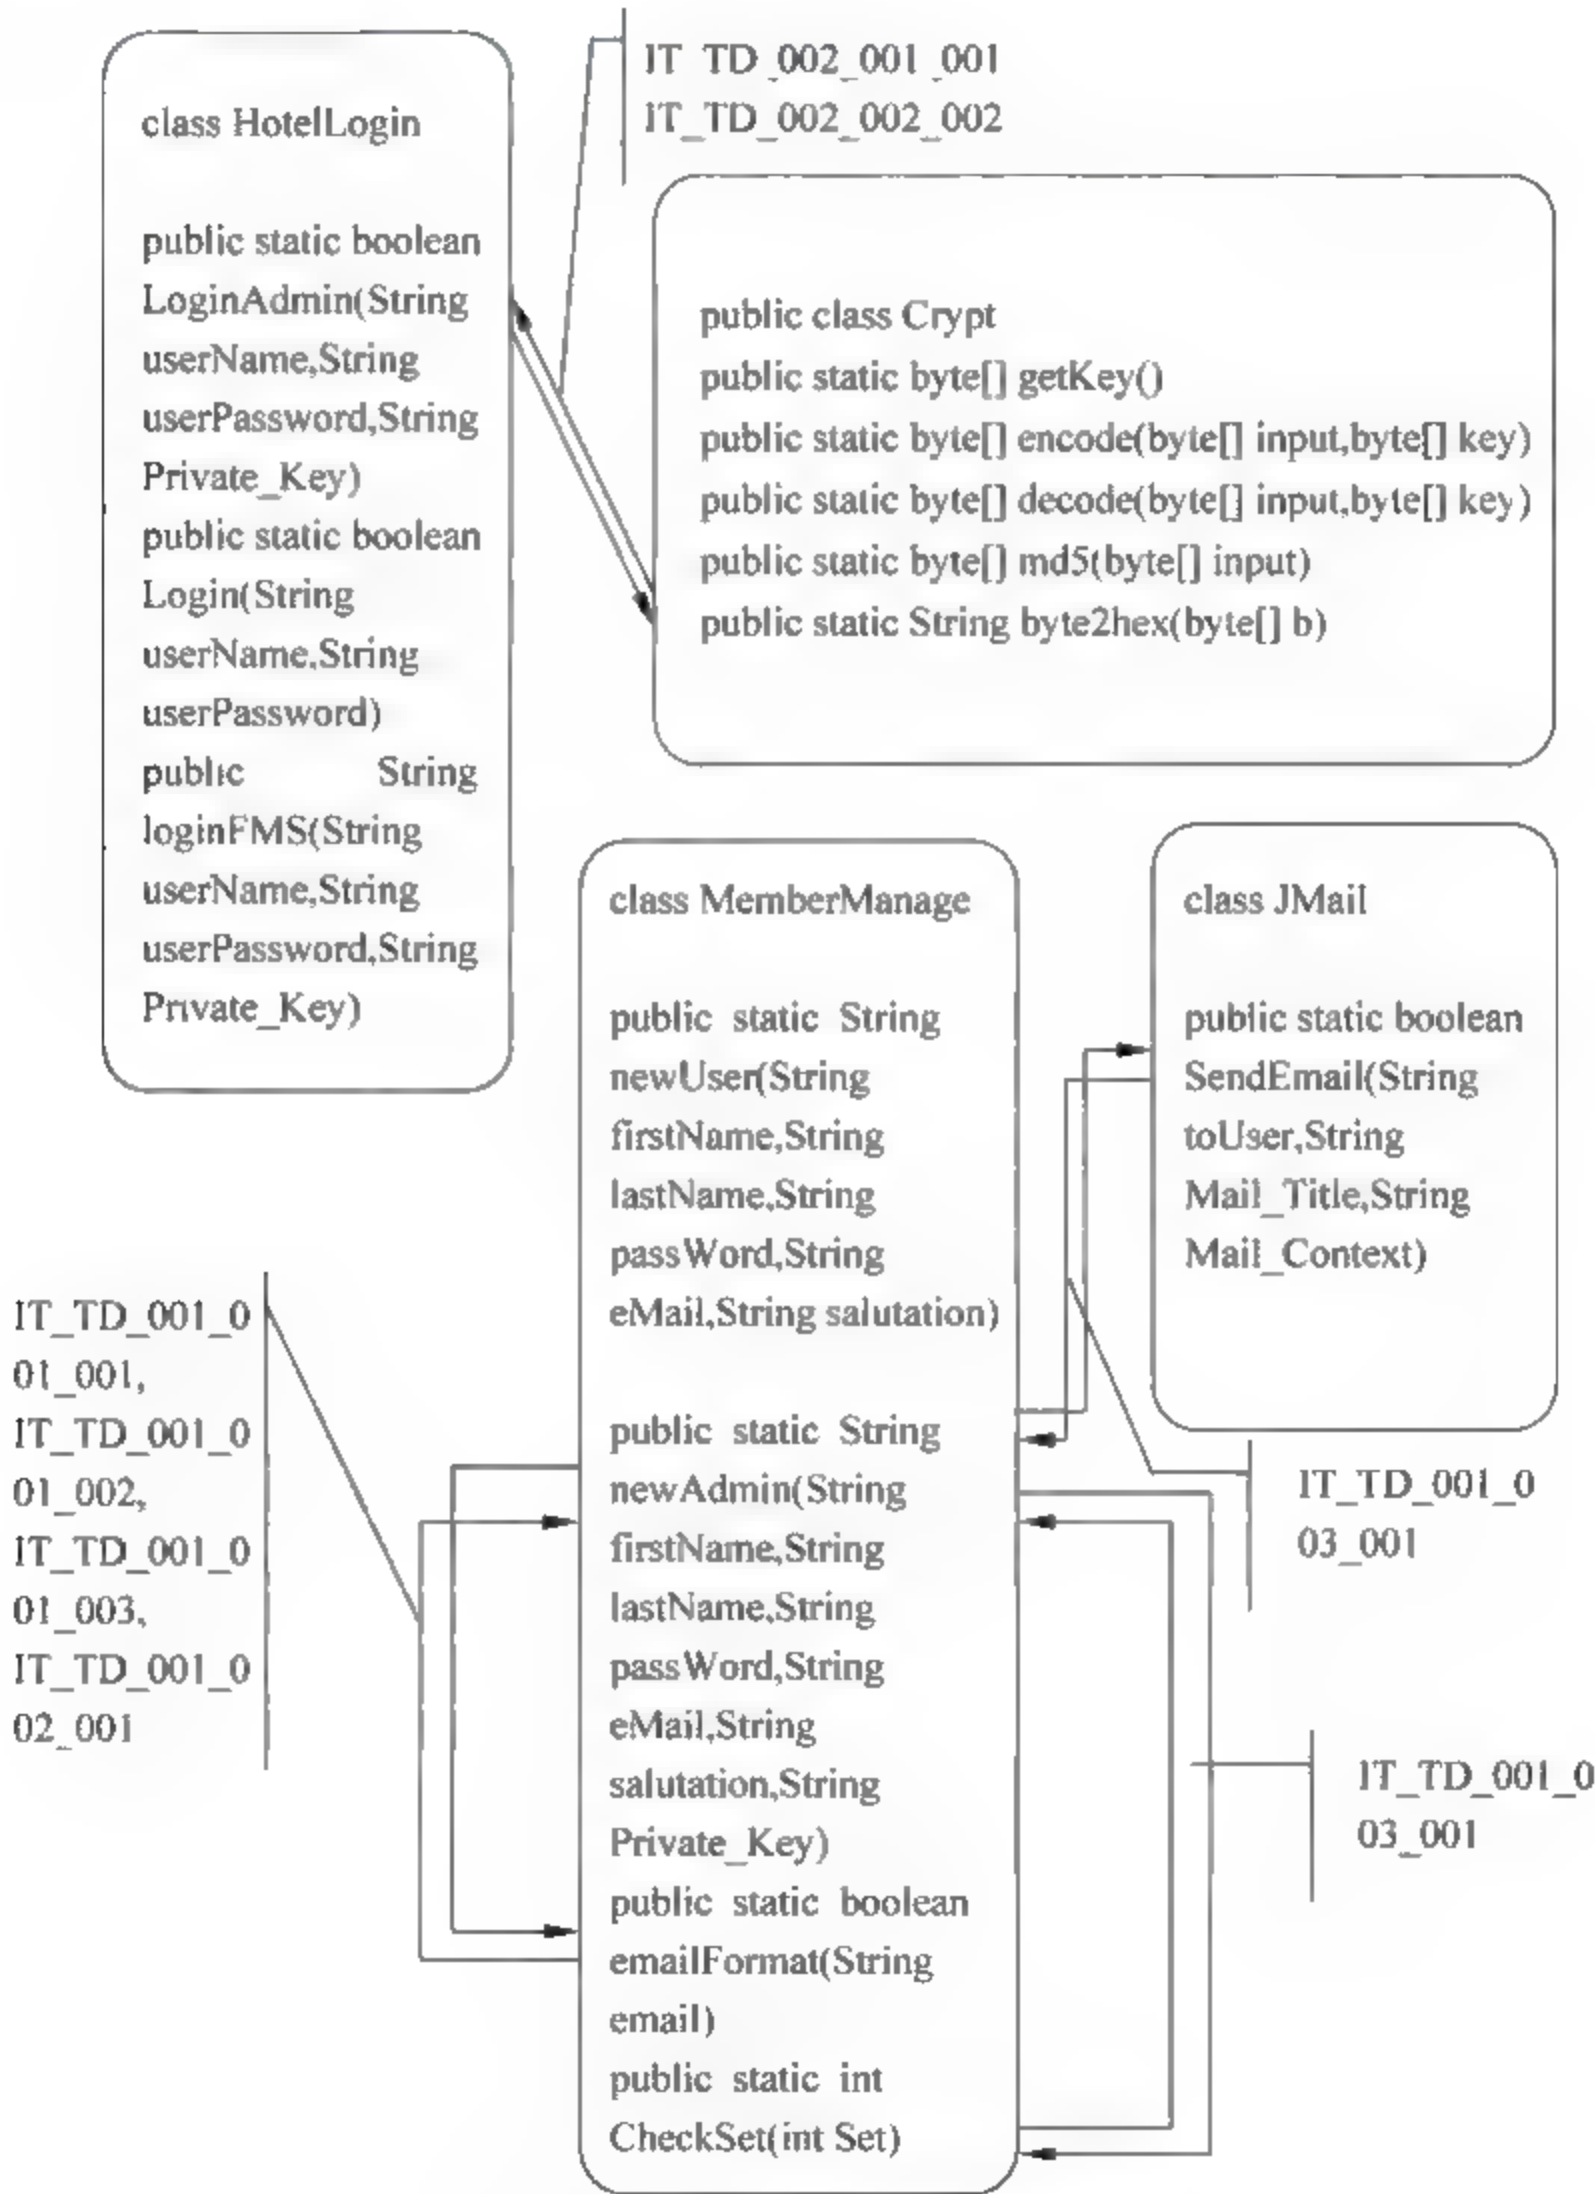 class HotelLogin
public static boolean
LoginAdmin(String
userName,String
userPassword,String
Private_Key)
public static boolean
Login(String
userName,String
userPassword)
public String
loginFMS(String
userName,String
userPassword,String
Private_Key)
IT_TD_002_001_001
IT_TD_002_002_002
public class Crypt
public static byte[] getKey()
public static byte[] encode(byte[] input,byte[] key)
public static byte[] decode(byte[] input,byte[] key)
public static byte[] md5(byte[] input)
public static String byte2hex(byte[] b)
class MemberManage
public static String
newUser(String
firstName,String
lastName,String
passWord,String
eMail,String salutation)
public static String
newAdmin(String
firstName,String
lastName,String
passWord,String
eMail,String
salutation,String
Private_Key)
public static boolean
emailFormat(String
email)
public static int
CheckSet(int Set)
class JMail
public static boolean
SendEmail(String
toUser,String
Mail_Title,String
Mail_Context)
IT_TD_001_0
01_001,
IT_TD_001_0
01_002,
IT_TD_001_0
01_003,
IT_TD_001_0
02_001
IT_TD_001_0
03_001
IT_TD_001_0
03_001